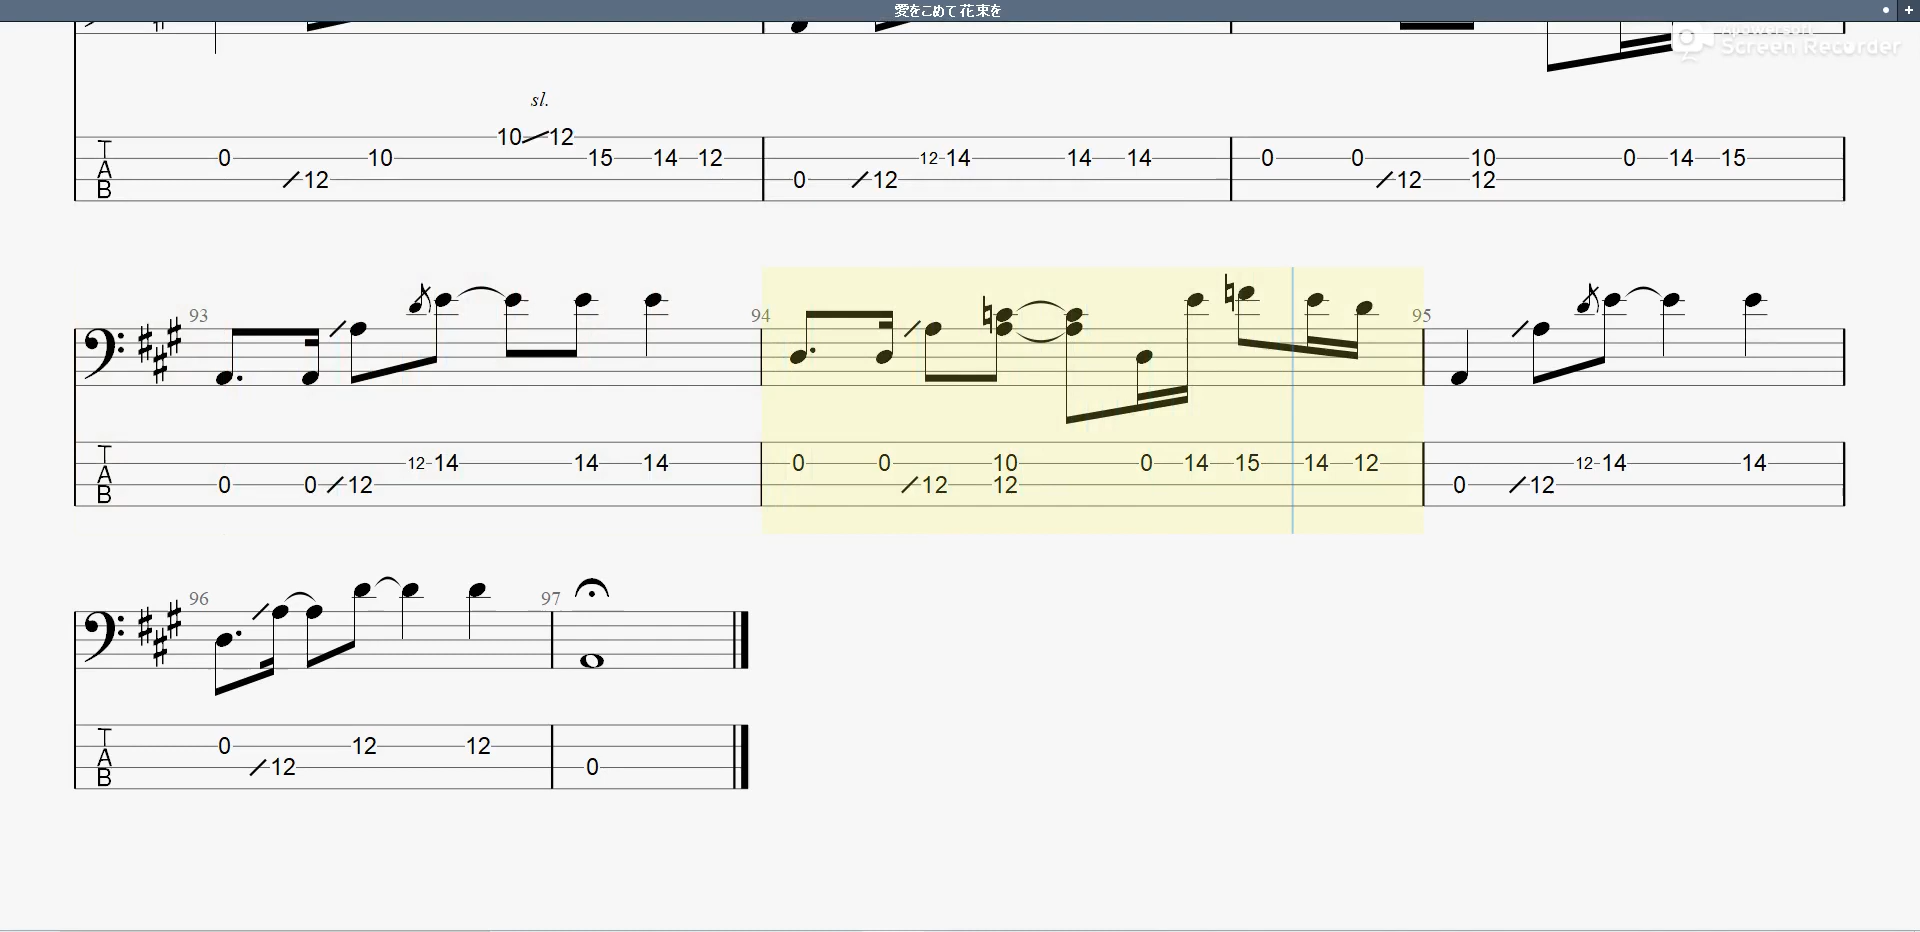 愛をこめて花束を
Apowersoft
Screen Recorder
sl.
T 0 12 10 10 12 15 14 12 0 12 12 14 14 14 0 0 12 10 0 14 15
A 12
B
93 94 95
T 0 0 12 12 14 14 14 0 0 12 10 0 14 15 14 12 0 12 12 14 14
A 12
B
96 97
T 0 12 12 12 0
A
B